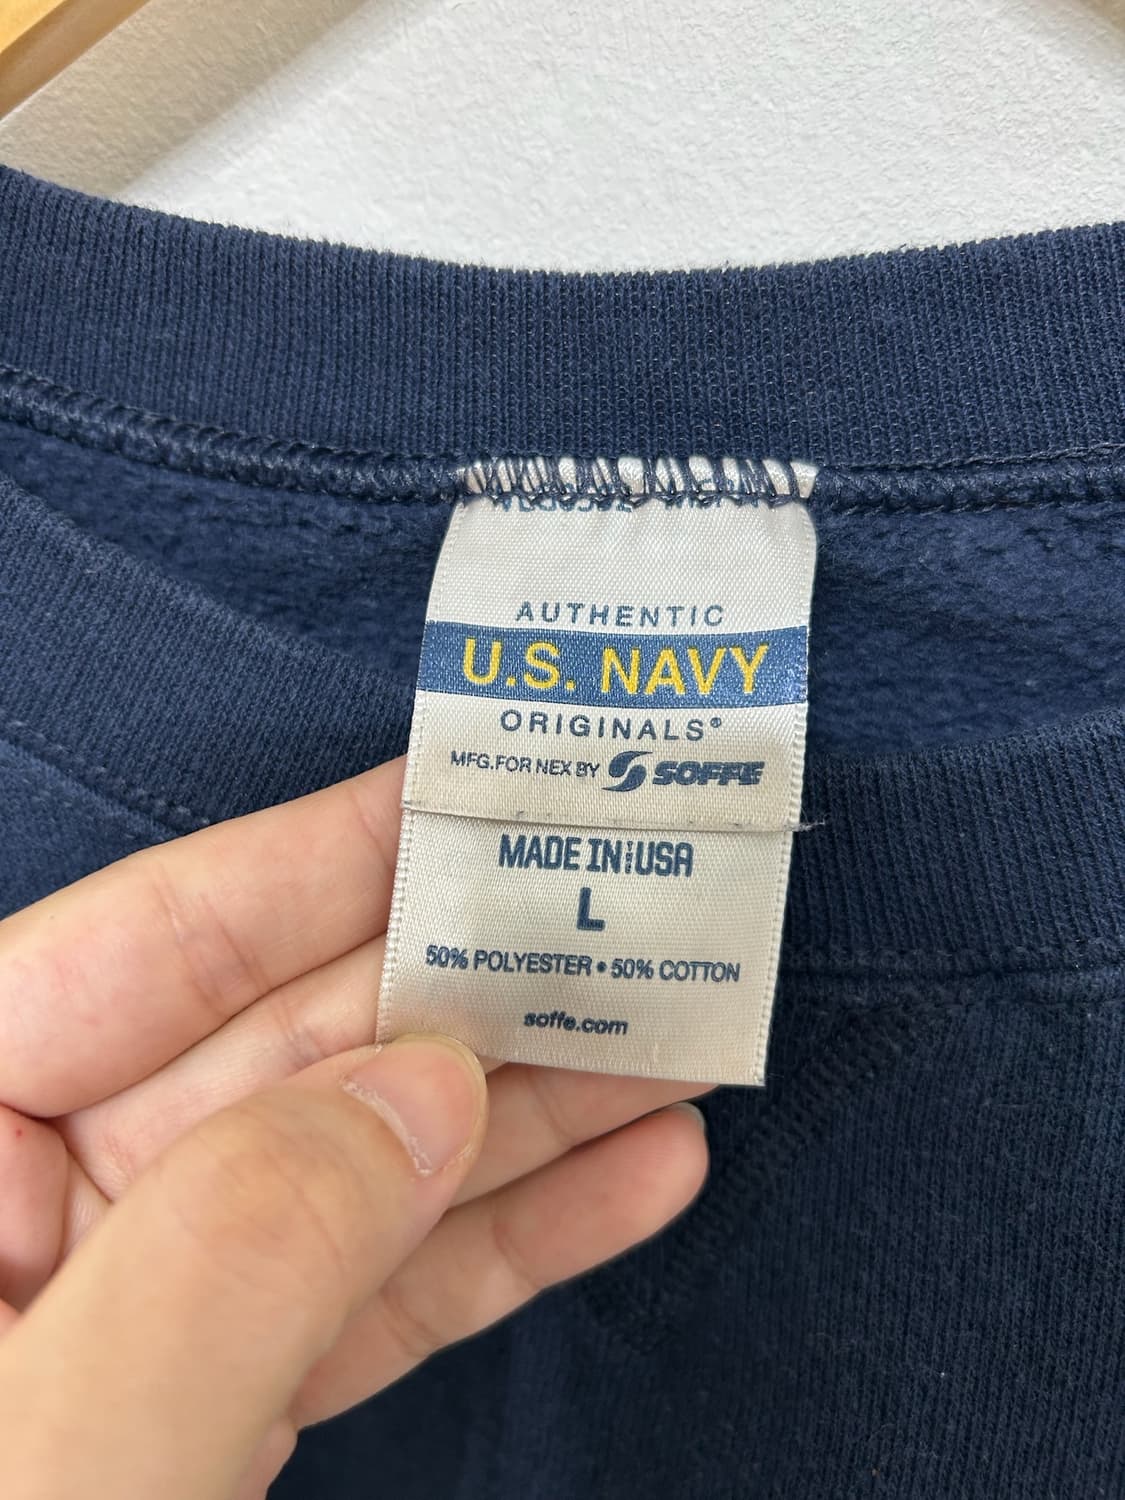 AUTHENTIC
U.S. NAVY
ORIGINALS®
MFG. FOR NEX BY SOFFE
MADE IN USA
L
50% POLYESTER • 50% COTTON
soffe.com